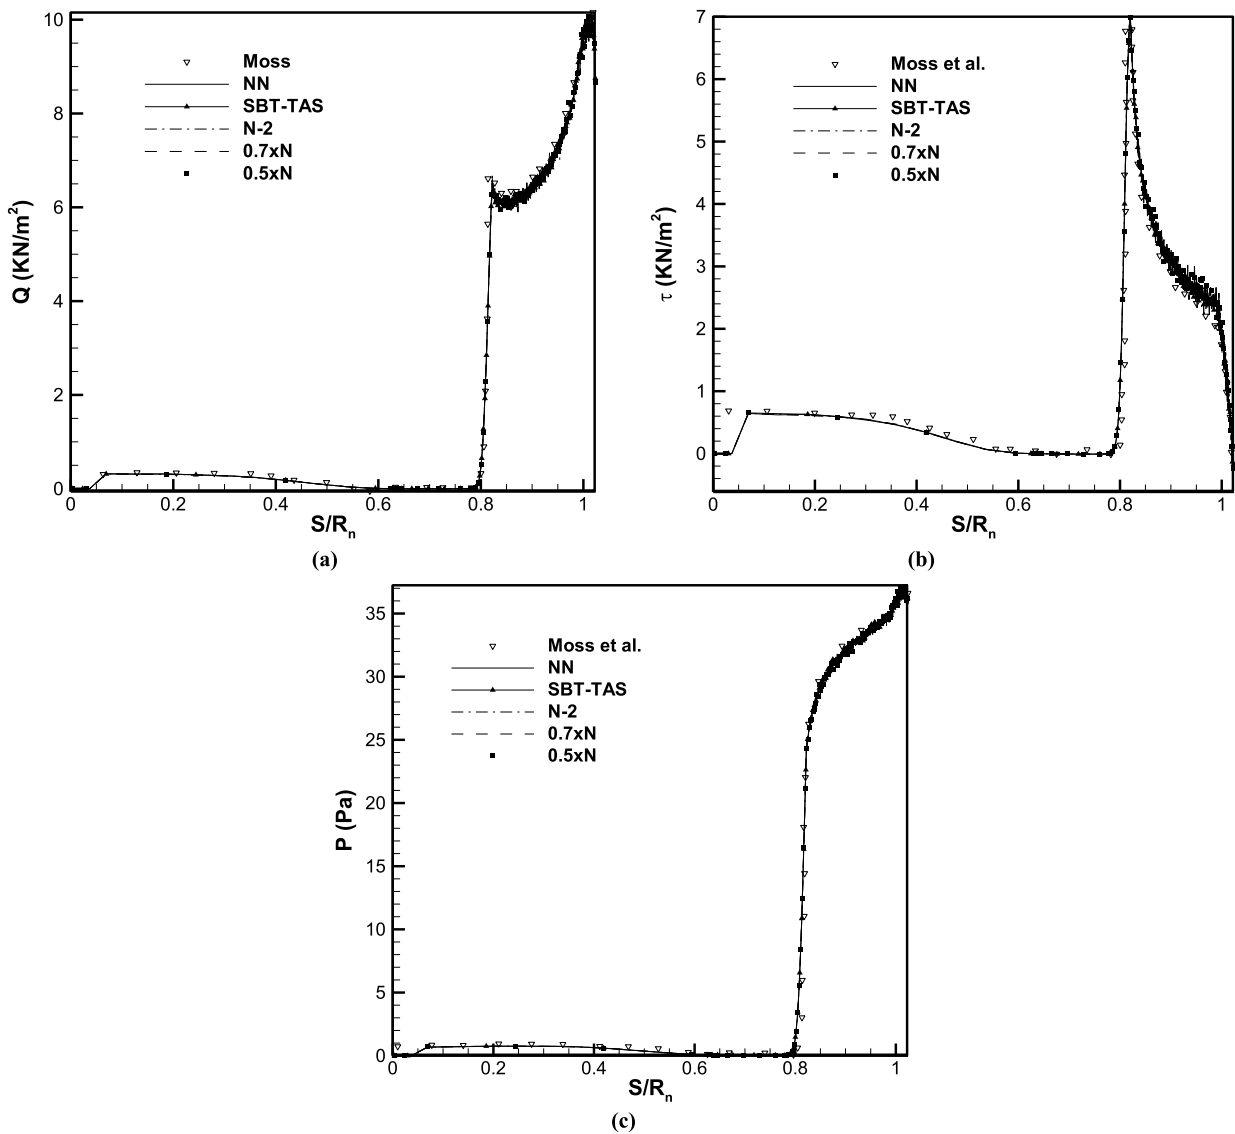 10
8
6
4
2
0
Q (KN/m²)
Moss
NN
SBT-TAS
N-2
0.7xN
0.5xN
0 0.2 0.4 0.6 0.8 1
S/Rn
(a)
7
6
5
4
3
2
1
0
τ (KN/m²)
Moss et al.
NN
SBT-TAS
N-2
0.7xN
0.5xN
0 0.2 0.4 0.6 0.8 1
S/Rn
(b)
35
30
25
20
15
10
5
0
P (Pa)
Moss et al.
NN
SBT-TAS
N-2
0.7xN
0.5xN
0 0.2 0.4 0.6 0.8 1
S/Rn
(c)